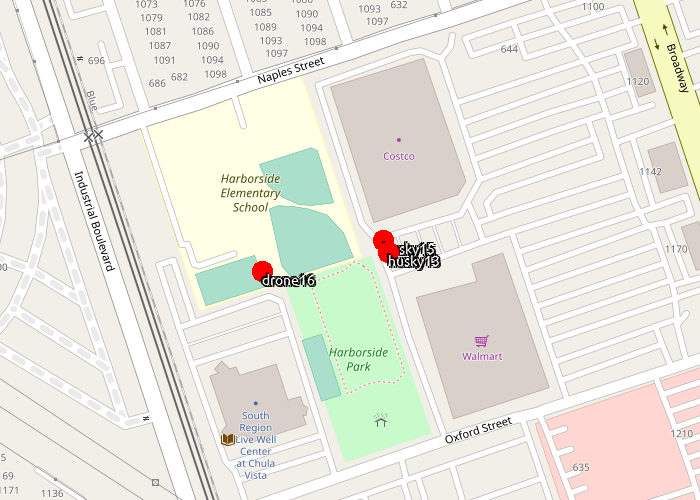 1073
1076
1085
1090
1093
632
1100
1079
1082
1097
1081
1086
1089
1094
644
Broadway
1087
1090
1093
1098
696
1091
1094
1097
1120
682
1098
Naples Street
686
Blue
Costco
Harborside
Elementary
School
1142
Industrial Boulevard
husky13
1170
drone16
Walmart
Harborside
Park
South
Region
Live Well
Center
at Chula
Vista
Oxford Street
1210
635
169
1171
1136